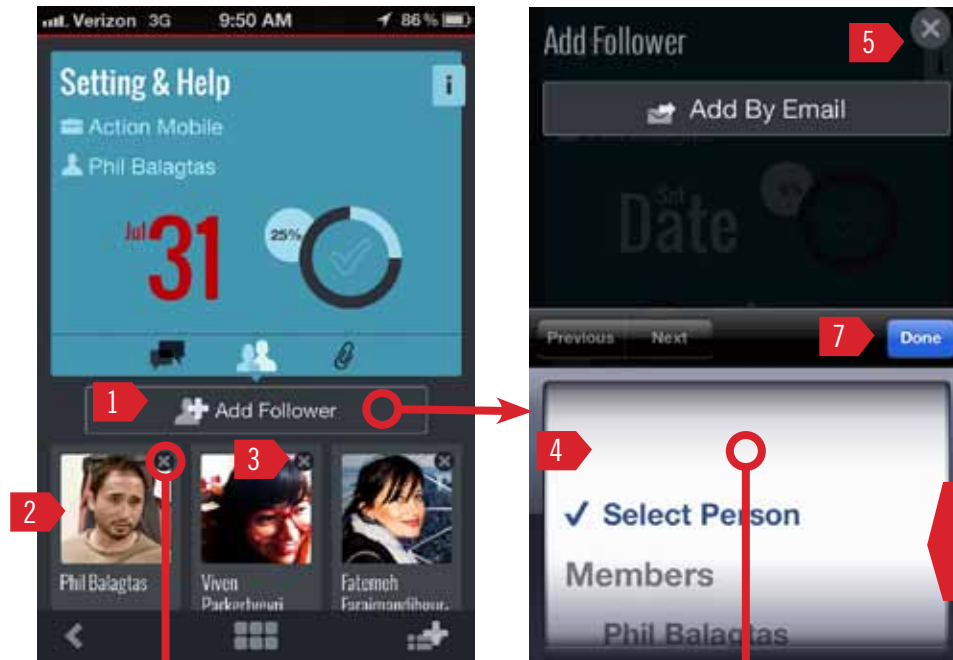 Verizon 3G 9:50 AM 86%
Setting & Help
i
Action Mobile
Phil Balagtas
Jul 31
25%
1
Add Follower
3
2
Phil Balagtas
Viven
Fatemeh
Add Follower
5
Add By Email
Set
Date
Previous Next
7
Done
4
✓ Select Person
Members
Phil Balagtas